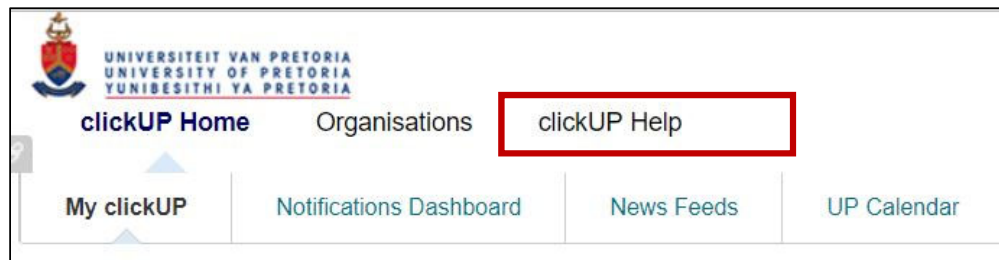 UNIVERSITEIT VAN PRETORIA
UNIVERSITY OF PRETORIA
YUNIBESITHI YA PRETORIA
clickUP Home Organisations clickUP Help
My clickUP Notifications Dashboard News Feeds UP Calendar